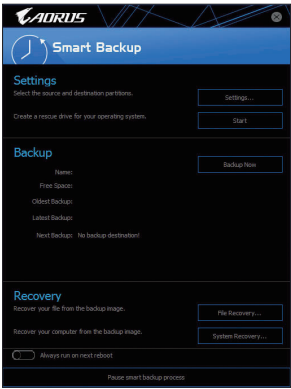 AORUS
Smart Backup
Settings
Select the source and destination partitions.
Settings...
Create a rescue drive for your operating system.
Start
Backup
Backup Now
Name:
Free Space:
Oldest Backup:
Latest Backup:
Next Backup: No backup destination!
Recovery
Recover your file from the backup image.
File Recovery...
Recover your computer from the backup image.
System Recovery...
Always run on next reboot
Pause smart backup process